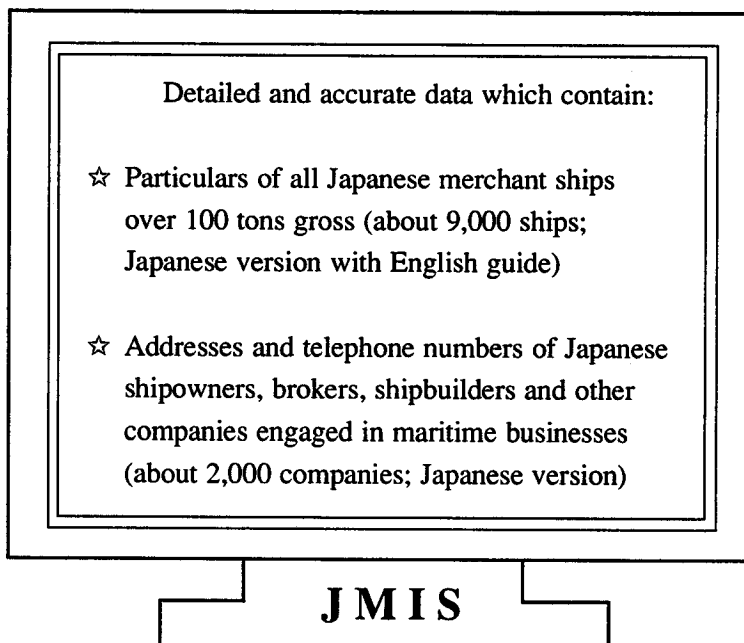 Detailed and accurate data which contain:
☆ Particulars of all Japanese merchant ships
over 100 tons gross (about 9,000 ships;
Japanese version with English guide)
☆ Addresses and telephone numbers of Japanese
shipowners, brokers, shipbuilders and other
companies engaged in maritime businesses
(about 2,000 companies; Japanese version)
JMIS